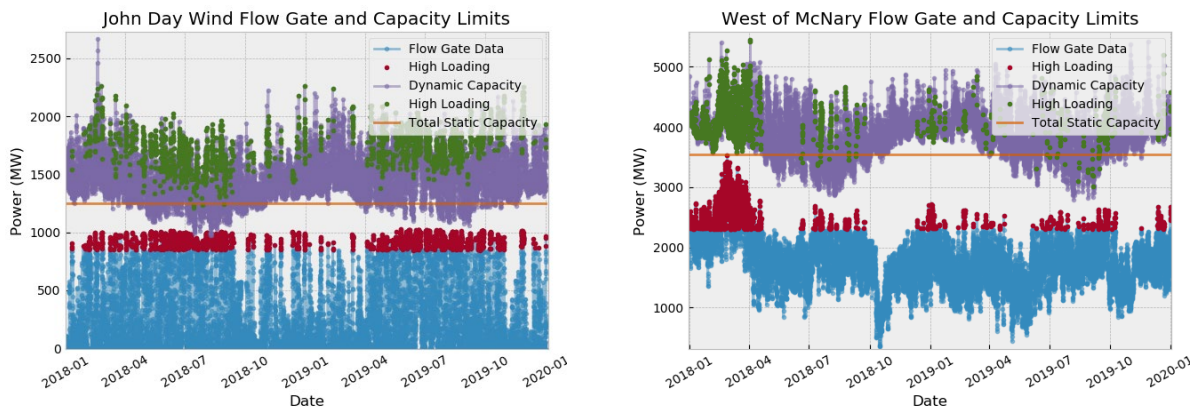 John Day Wind Flow Gate and Capacity Limits
Power (MW)
2500
2000
1500
1000
500
0
Flow Gate Data
High Loading
Dynamic Capacity
High Loading
Total Static Capacity
2018-01
2018-04
2018-07
2018-10
2019-01
2019-04
2019-07
2019-10
2020-01
Date
West of McNary Flow Gate and Capacity Limits
Power (MW)
5000
4000
3000
2000
1000
Flow Gate Data
High Loading
Dynamic Capacity
High Loading
Total Static Capacity
2018-01
2018-04
2018-07
2018-10
2019-01
2019-04
2019-07
2019-10
2020-01
Date